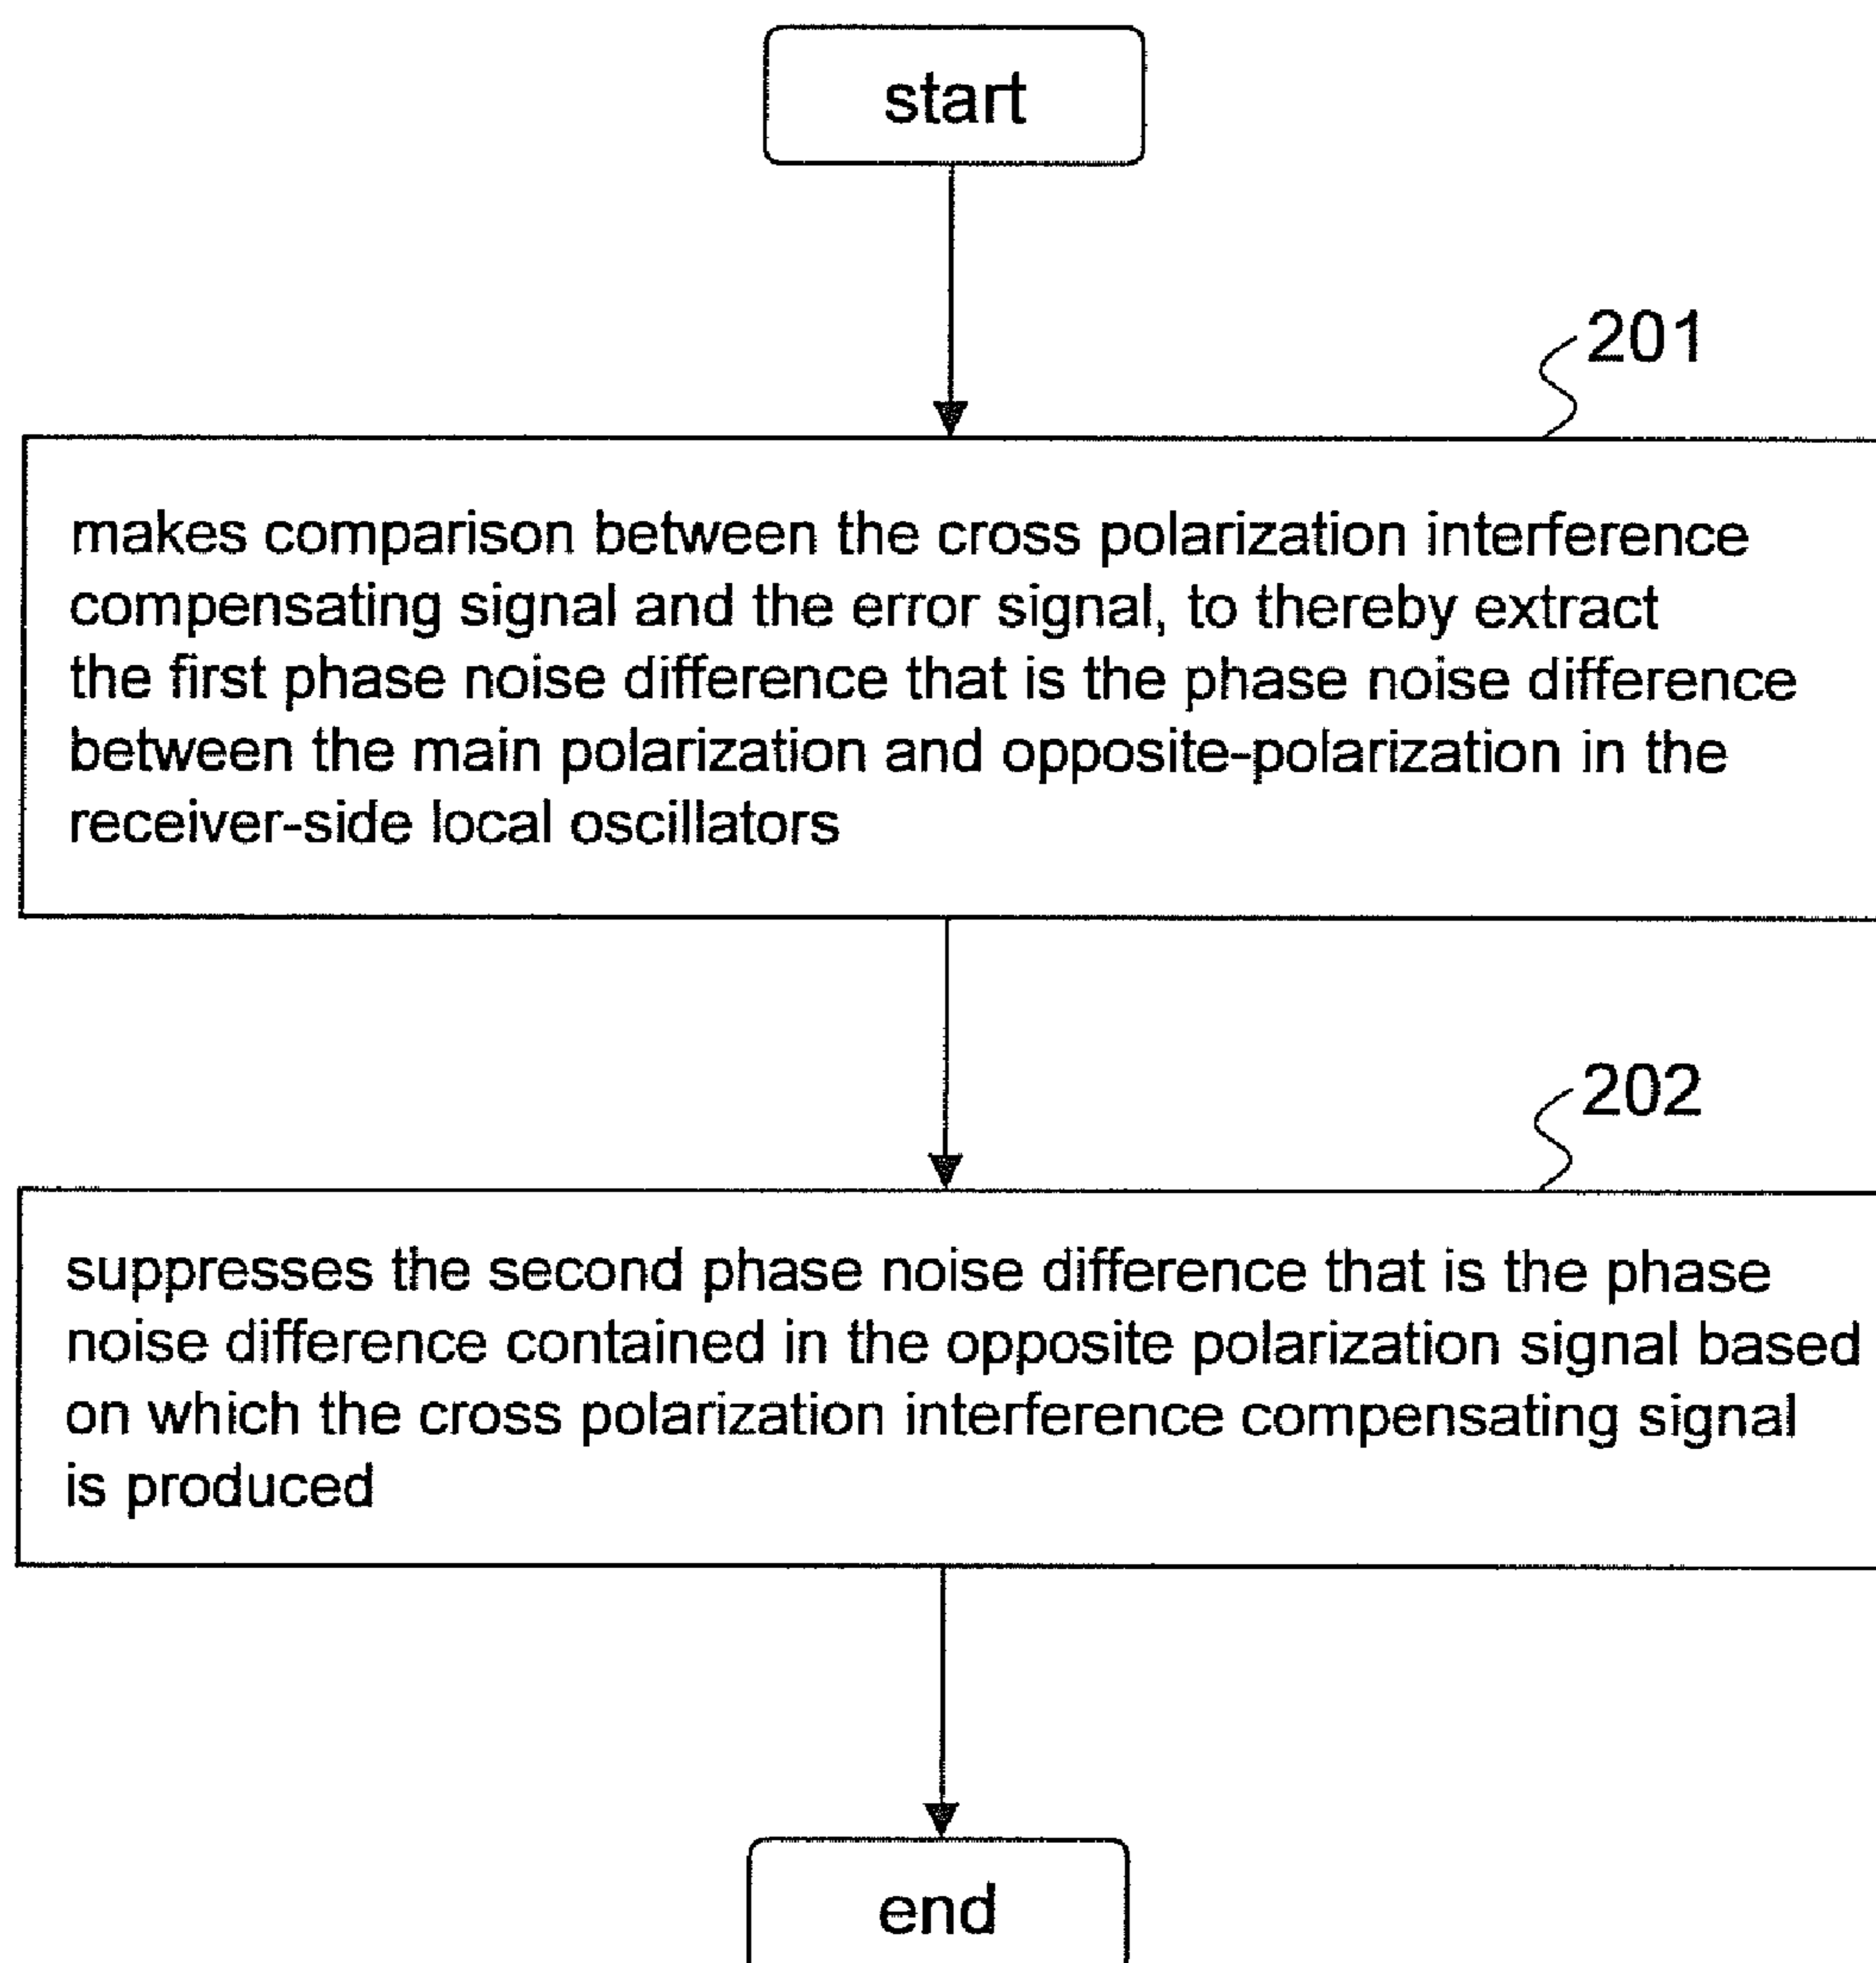 start
201
makes comparison between the cross polarization interference
compensating signal and the error signal, to thereby extract
the first phase noise difference that is the phase noise difference
between the main polarization and opposite-polarization in the
receiver-side local oscillators
202
suppresses the second phase noise difference that is the phase
noise difference contained in the opposite polarization signal based
on which the cross polarization interference compensating signal
is produced
end